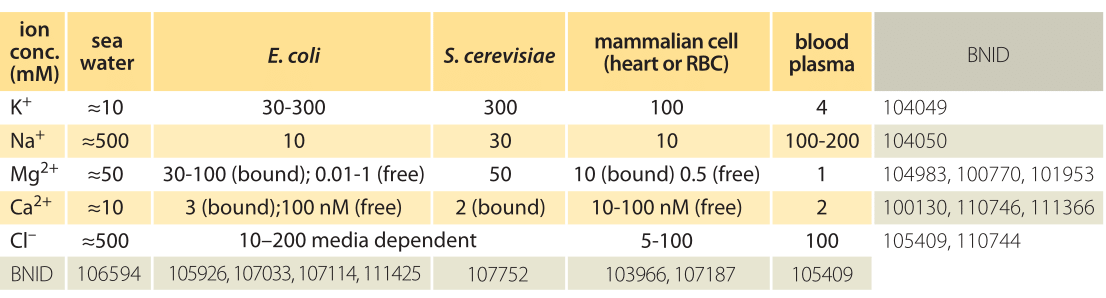 ion conc. (mM) sea water E. coli S. cerevisiae mammalian cell (heart or RBC) blood plasma BNID
K⁺ ≈10 30-300 300 100 4 104049
Na⁺ ≈500 10 30 10 100-200 104050
Mg²⁺ ≈50 30-100 (bound); 0.01-1 (free) 50 10 (bound) 0.5 (free) 1 104983, 100770, 101953
Ca²⁺ ≈10 3 (bound);100 nM (free) 2 (bound) 10-100 nM (free) 2 100130, 110746, 111366
Cl⁻ ≈500 10–200 media dependent 5-100 100 105409, 110744
BNID 106594 105926, 107033, 107114, 111425 107752 103966, 107187 105409